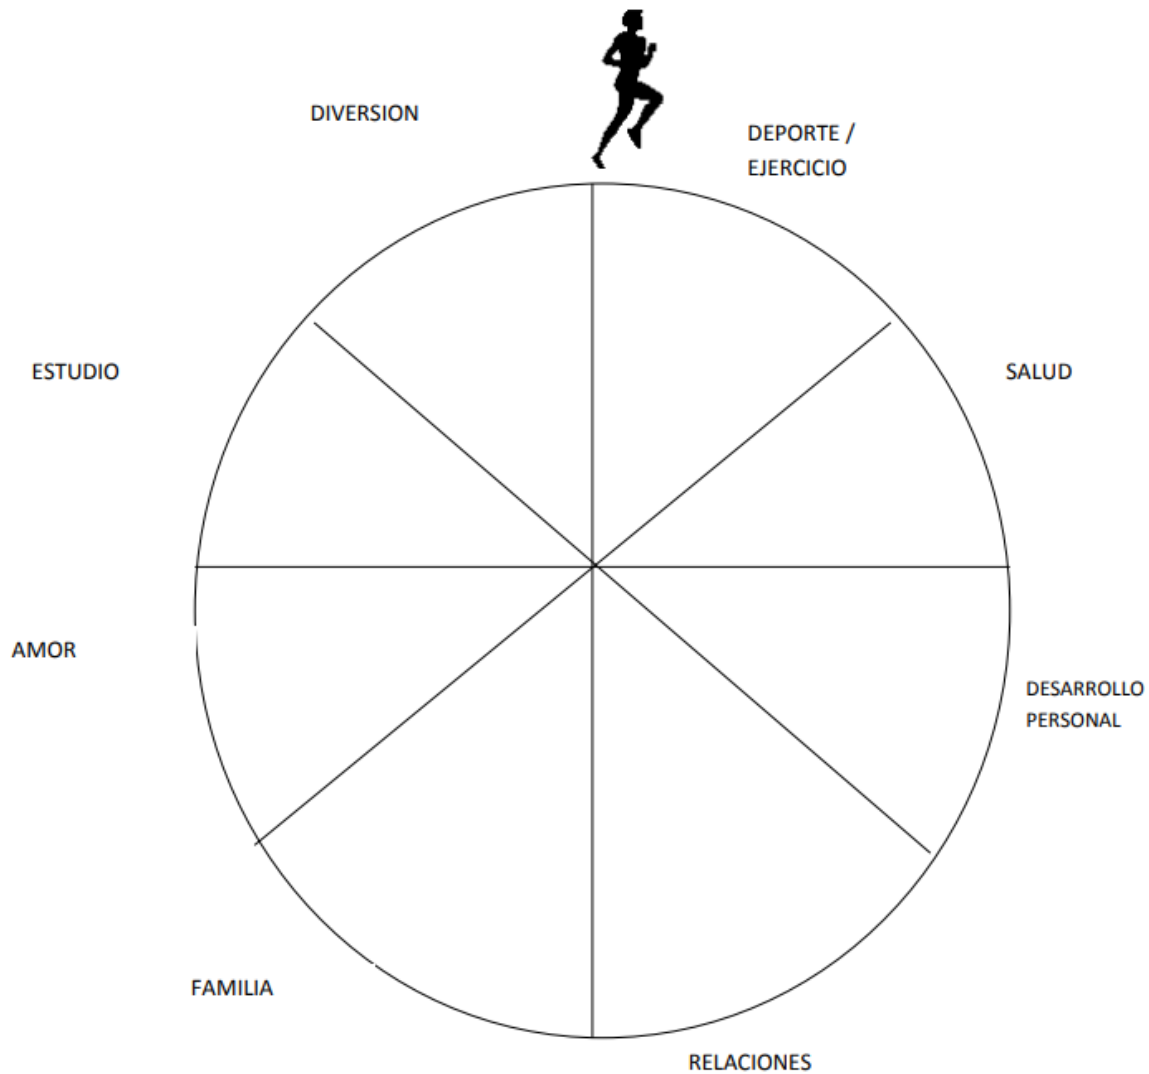 DIVERSION
DEPORTE /
EJERCICIO
ESTUDIO
SALUD
AMOR
DESARROLLO
PERSONAL
FAMILIA
RELACIONES